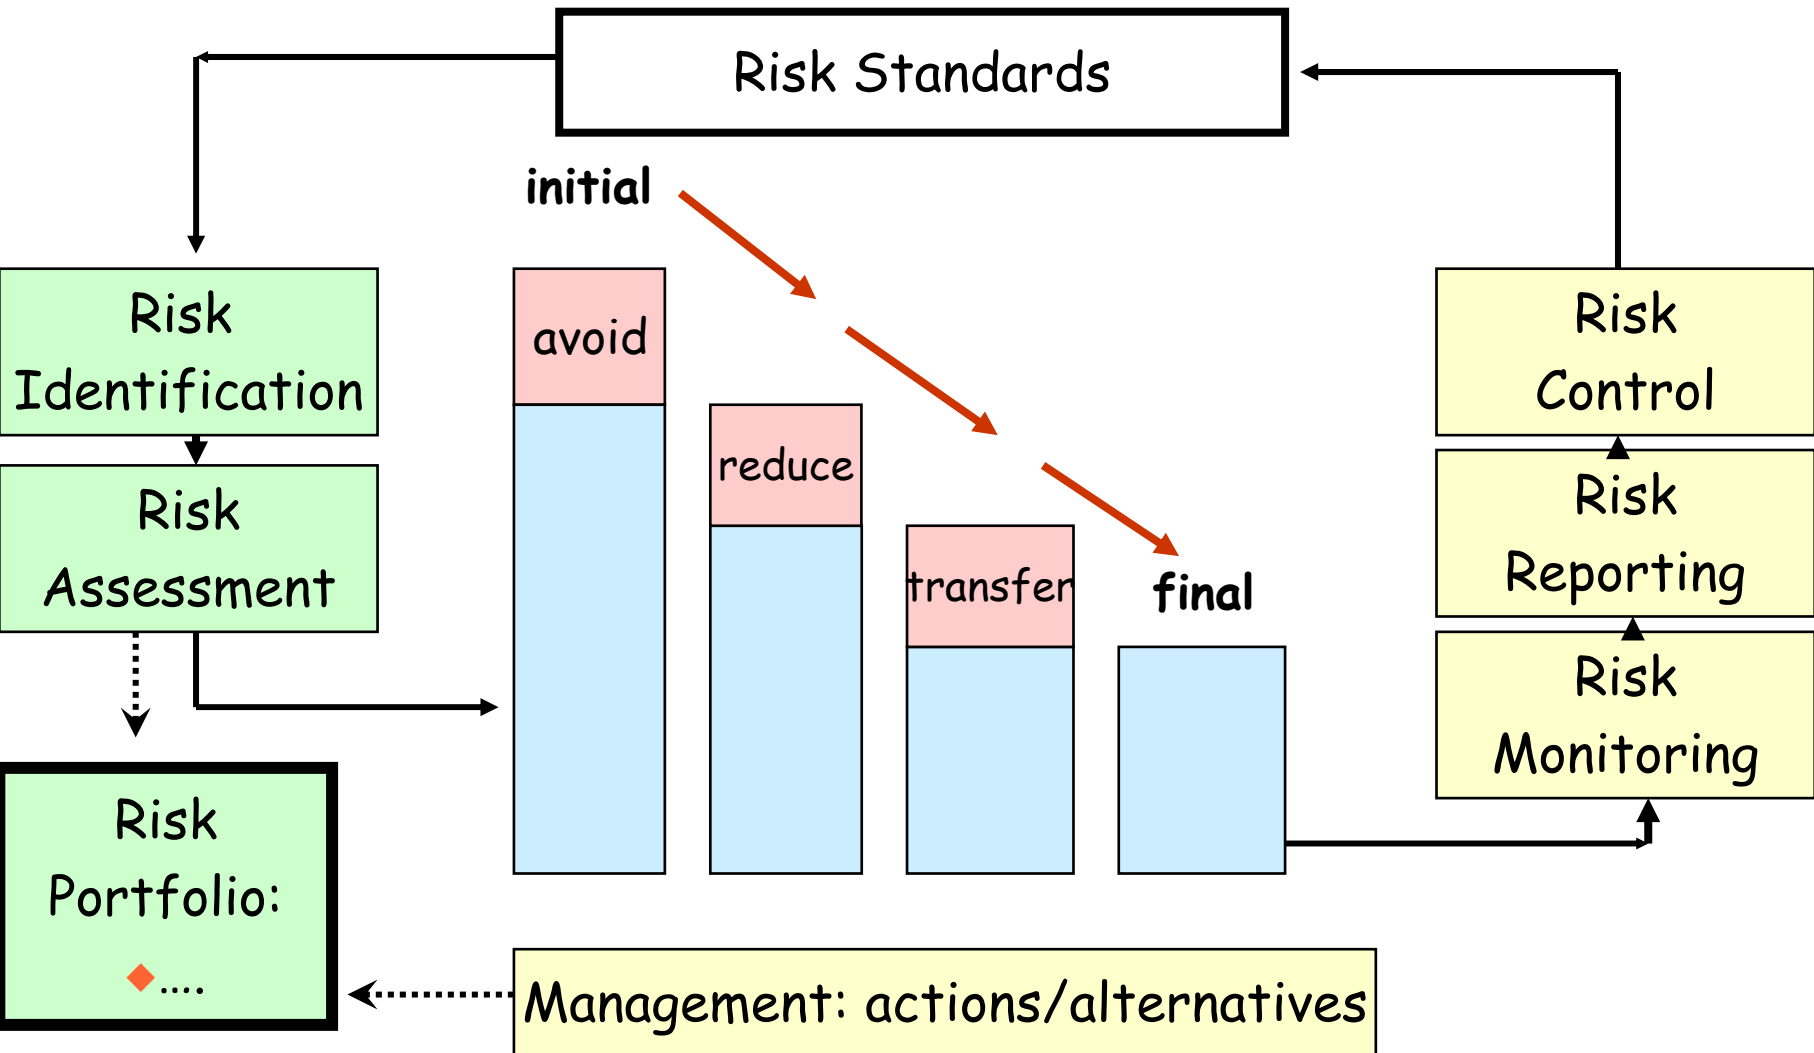 Risk Standards
initial
Risk
Identification
Risk
Assessment
Risk
Portfolio:
....
avoid
reduce
transfer
final
Risk
Control
Risk
Reporting
Risk
Monitoring
Management: actions/alternatives